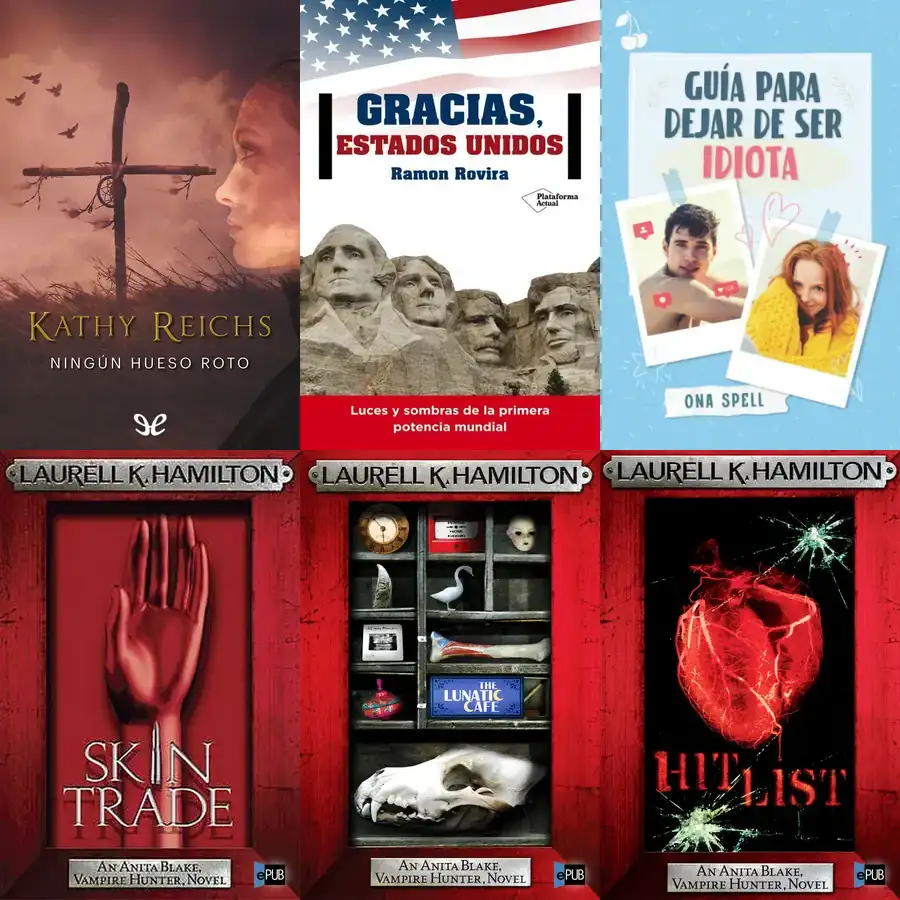 KATHY REICHS
NINGÚN HUESO ROTO
GRACIAS,
ESTADOS UNIDOS
Ramon Rovira
Plataforma
Actual
Luces y sombras de la primera
potencia mundial
GUÍA PARA
DEJAR DE SER
IDIOTA
ONA SPELL
LAURELL K. HAMILTON
SKIN
TRADE
AN ANITA BLAKE,
VAMPIRE HUNTER, NOVEL
ePUB
LAURELL K. HAMILTON
THE
LUNATIC
CAFE
AN ANITA BLAKE,
VAMPIRE HUNTER, NOVEL
ePUB
LAURELL K. HAMILTON
HIT LIST
AN ANITA BLAKE,
VAMPIRE HUNTER, NOVEL
ePUB